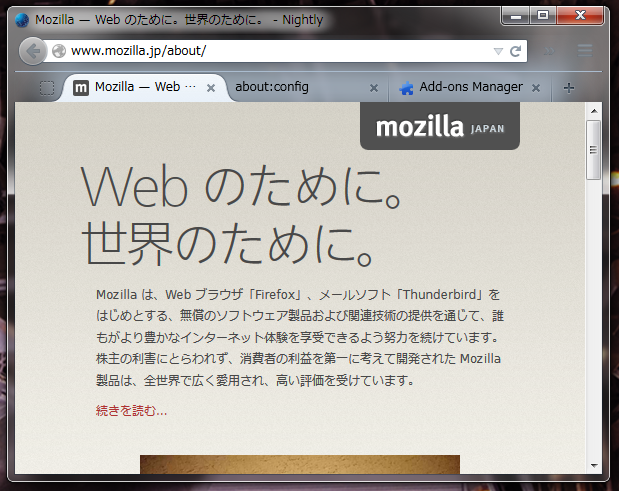 Mozilla — Web のために。世界のために。 - Nightly
www.mozilla.jp/about/
m Mozilla — Web … about:config Add-ons Manager
mozilla JAPAN
Web のために。
世界のために。
Mozilla は、Web ブラウザ「Firefox」、メールソフト「Thunderbird」を
はじめとする、無償のソフトウェア製品および関連技術の提供を通じて、誰
もがより豊かなインターネット体験を享受できるよう努力を続けています。
株主の利害にとらわれず、消費者の利益を第一に考えて開発された Mozilla
製品は、全世界で広く愛用され、高い評価を受けています。
続きを読む...